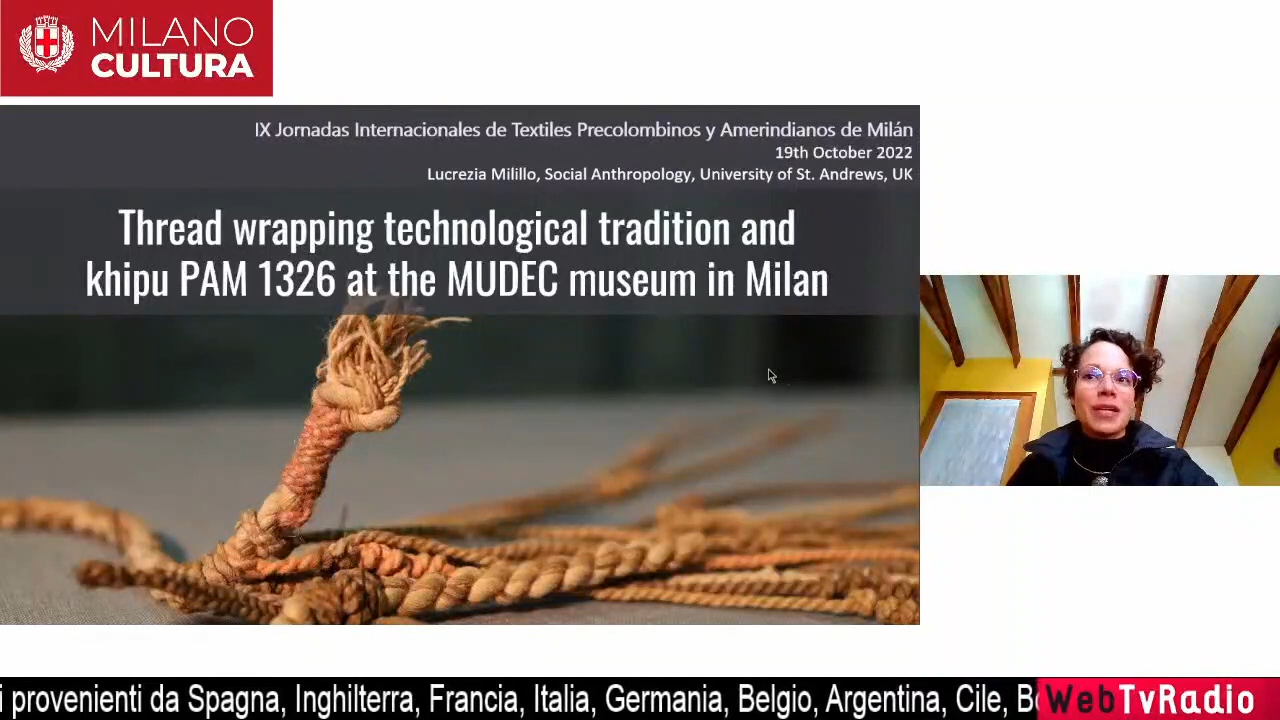 MILANO
CULTURA
IX Jornadas Internacionales de Textiles Precolombinos y Amerindianos de Milán
19th October 2022
Lucrezia Milillo, Social Anthropology, University of St. Andrews, UK
Thread wrapping technological tradition and
khipu PAM 1326 at the MUDEC museum in Milan
i provenienti da Spagna, Inghilterra, Francia, Italia, Germania, Belgio, Argentina, Cile, B
WebTvRadio